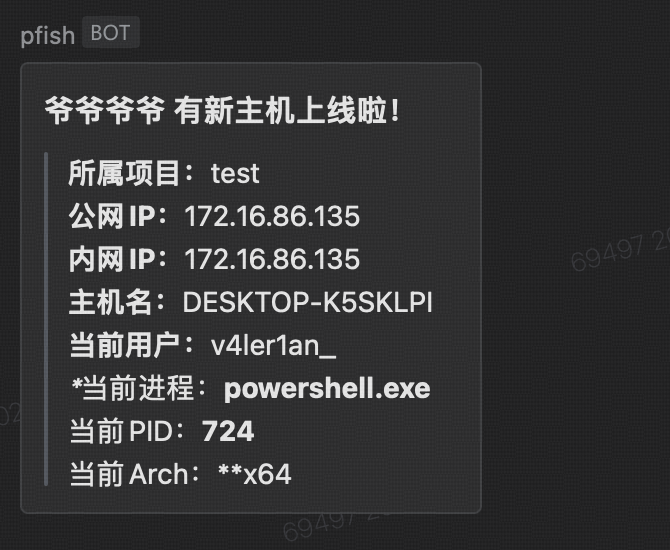 pfish BOT
爷爷爷爷 有新主机上线啦！
所属项目：test
公网 IP：172.16.86.135
内网 IP：172.16.86.135
主机名：DESKTOP-K5SKLPI
当前用户：v4ler1an_
*当前进程：powershell.exe
当前 PID：724
当前 Arch：**x64
69497
69497